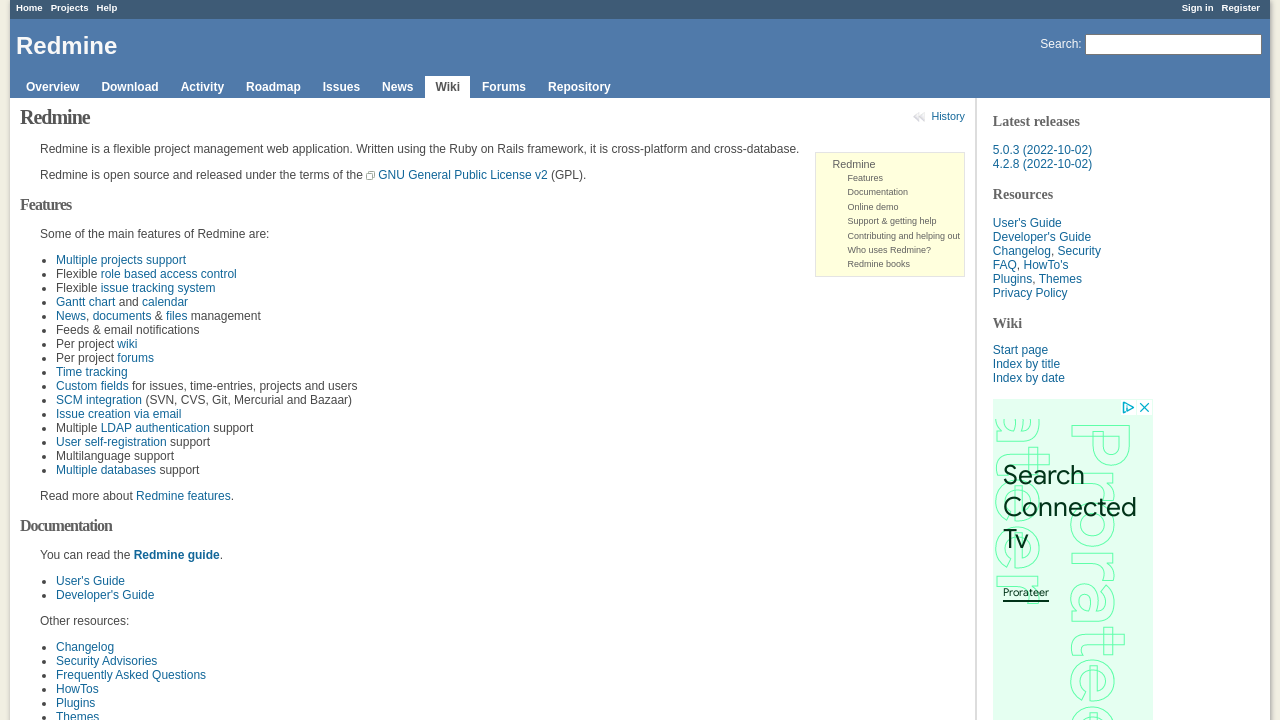 Home Projects Help
Sign in Register
Redmine
Search:
Overview Download Activity Roadmap Issues News Wiki Forums Repository
Redmine
History
Redmine is a flexible project management web application. Written using the Ruby on Rails framework, it is cross-platform and cross-database.
Redmine is open source and released under the terms of the GNU General Public License v2 (GPL).
Redmine
Features
Documentation
Online demo
Support & getting help
Contributing and helping out
Who uses Redmine?
Redmine books
Features
Some of the main features of Redmine are:
Multiple projects support
Flexible role based access control
Flexible issue tracking system
Gantt chart and calendar
News, documents & files management
Feeds & email notifications
Per project wiki
Per project forums
Time tracking
Custom fields for issues, time-entries, projects and users
SCM integration (SVN, CVS, Git, Mercurial and Bazaar)
Issue creation via email
Multiple LDAP authentication support
User self-registration support
Multilanguage support
Multiple databases support
Read more about Redmine features.
Documentation
You can read the Redmine guide.
User's Guide
Developer's Guide
Other resources:
Changelog
Security Advisories
Frequently Asked Questions
HowTos
Plugins
Themes
Latest releases
5.0.3 (2022-10-02)
4.2.8 (2022-10-02)
Resources
User's Guide
Developer's Guide
Changelog, Security
FAQ, HowTo's
Plugins, Themes
Privacy Policy
Wiki
Start page
Index by title
Index by date
Search
Connected
Tv
Prorateer